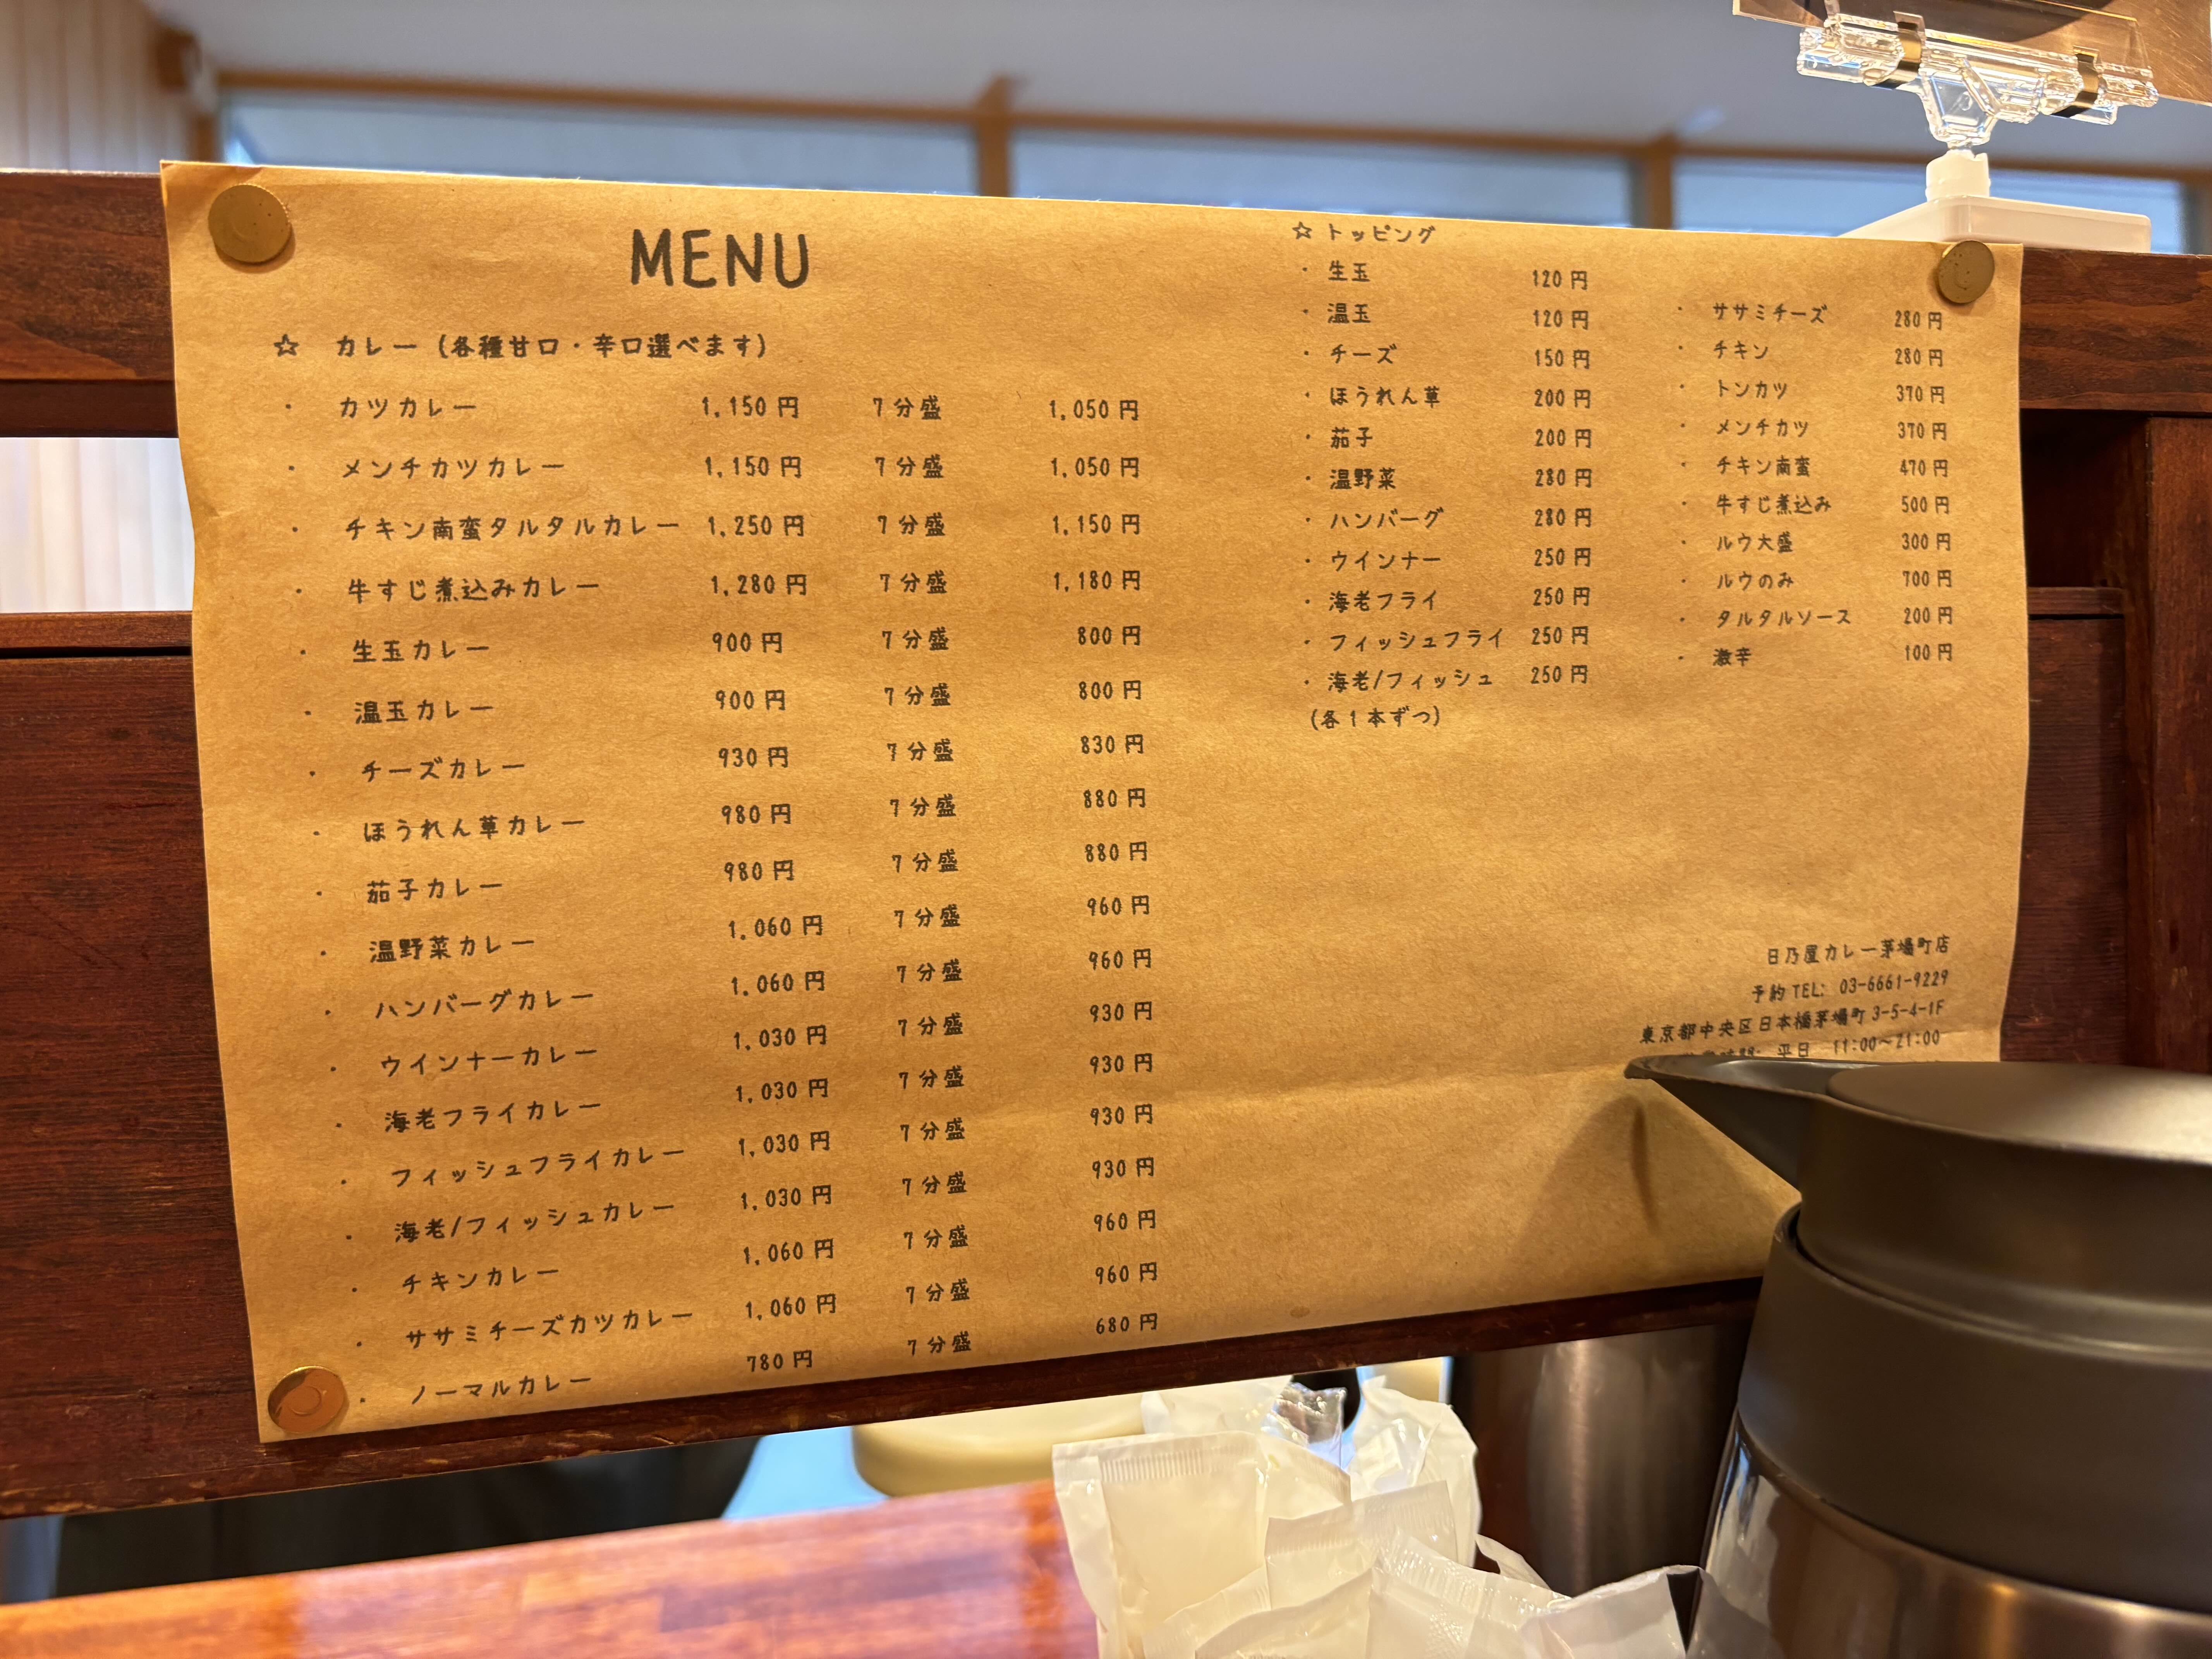 MENU
☆ カレー (各種甘口・辛口選べます)
・ カツカレー 1,150円 7分盛 1,050円
・ メンチカツカレー 1,150円 7分盛 1,050円
・ チキン南蛮タルタルカレー 1,250円 7分盛 1,150円
・ 牛すじ煮込みカレー 1,280円 7分盛 1,180円
・ 生玉カレー 900円 7分盛 800円
・ 温玉カレー 900円 7分盛 800円
・ チーズカレー 930円 7分盛 830円
・ ほうれん草カレー 980円 7分盛 880円
・ 茄子カレー 980円 7分盛 880円
・ 温野菜カレー 1,060円 7分盛 960円
・ ハンバーグカレー 1,060円 7分盛 960円
・ ウインナーカレー 1,030円 7分盛 930円
・ 海老フライカレー 1,030円 7分盛 930円
・ フィッシュフライカレー 1,030円 7分盛 930円
・ 海老/フィッシュカレー 1,030円 7分盛 930円
・ チキンカレー 1,060円 7分盛 960円
・ ササミチーズカツカレー 1,060円 7分盛 960円
・ ノーマルカレー 780円 7分盛 680円
☆ トッピング
・ 生玉 120円
・ 温玉 120円
・ チーズ 150円
・ ほうれん草 200円
・ 茄子 200円
・ 温野菜 280円
・ ハンバーグ 280円
・ ウインナー 250円
・ 海老フライ 250円
・ フィッシュフライ 250円
・ 海老/フィッシュ 250円
(各1本ずつ)
・ ササミチーズ 280円
・ チキン 280円
・ トンカツ 370円
・ メンチカツ 370円
・ チキン南蛮 470円
・ 牛すじ煮込み 500円
・ ルウ大盛 300円
・ ルウのみ 700円
・ タルタルソース 200円
・ 激辛 100円
日乃屋カレー茅場町店
予約TEL: 03-6661-9229
東京都中央区日本橋茅場町3-5-4-1F
平日 11:00～21:00